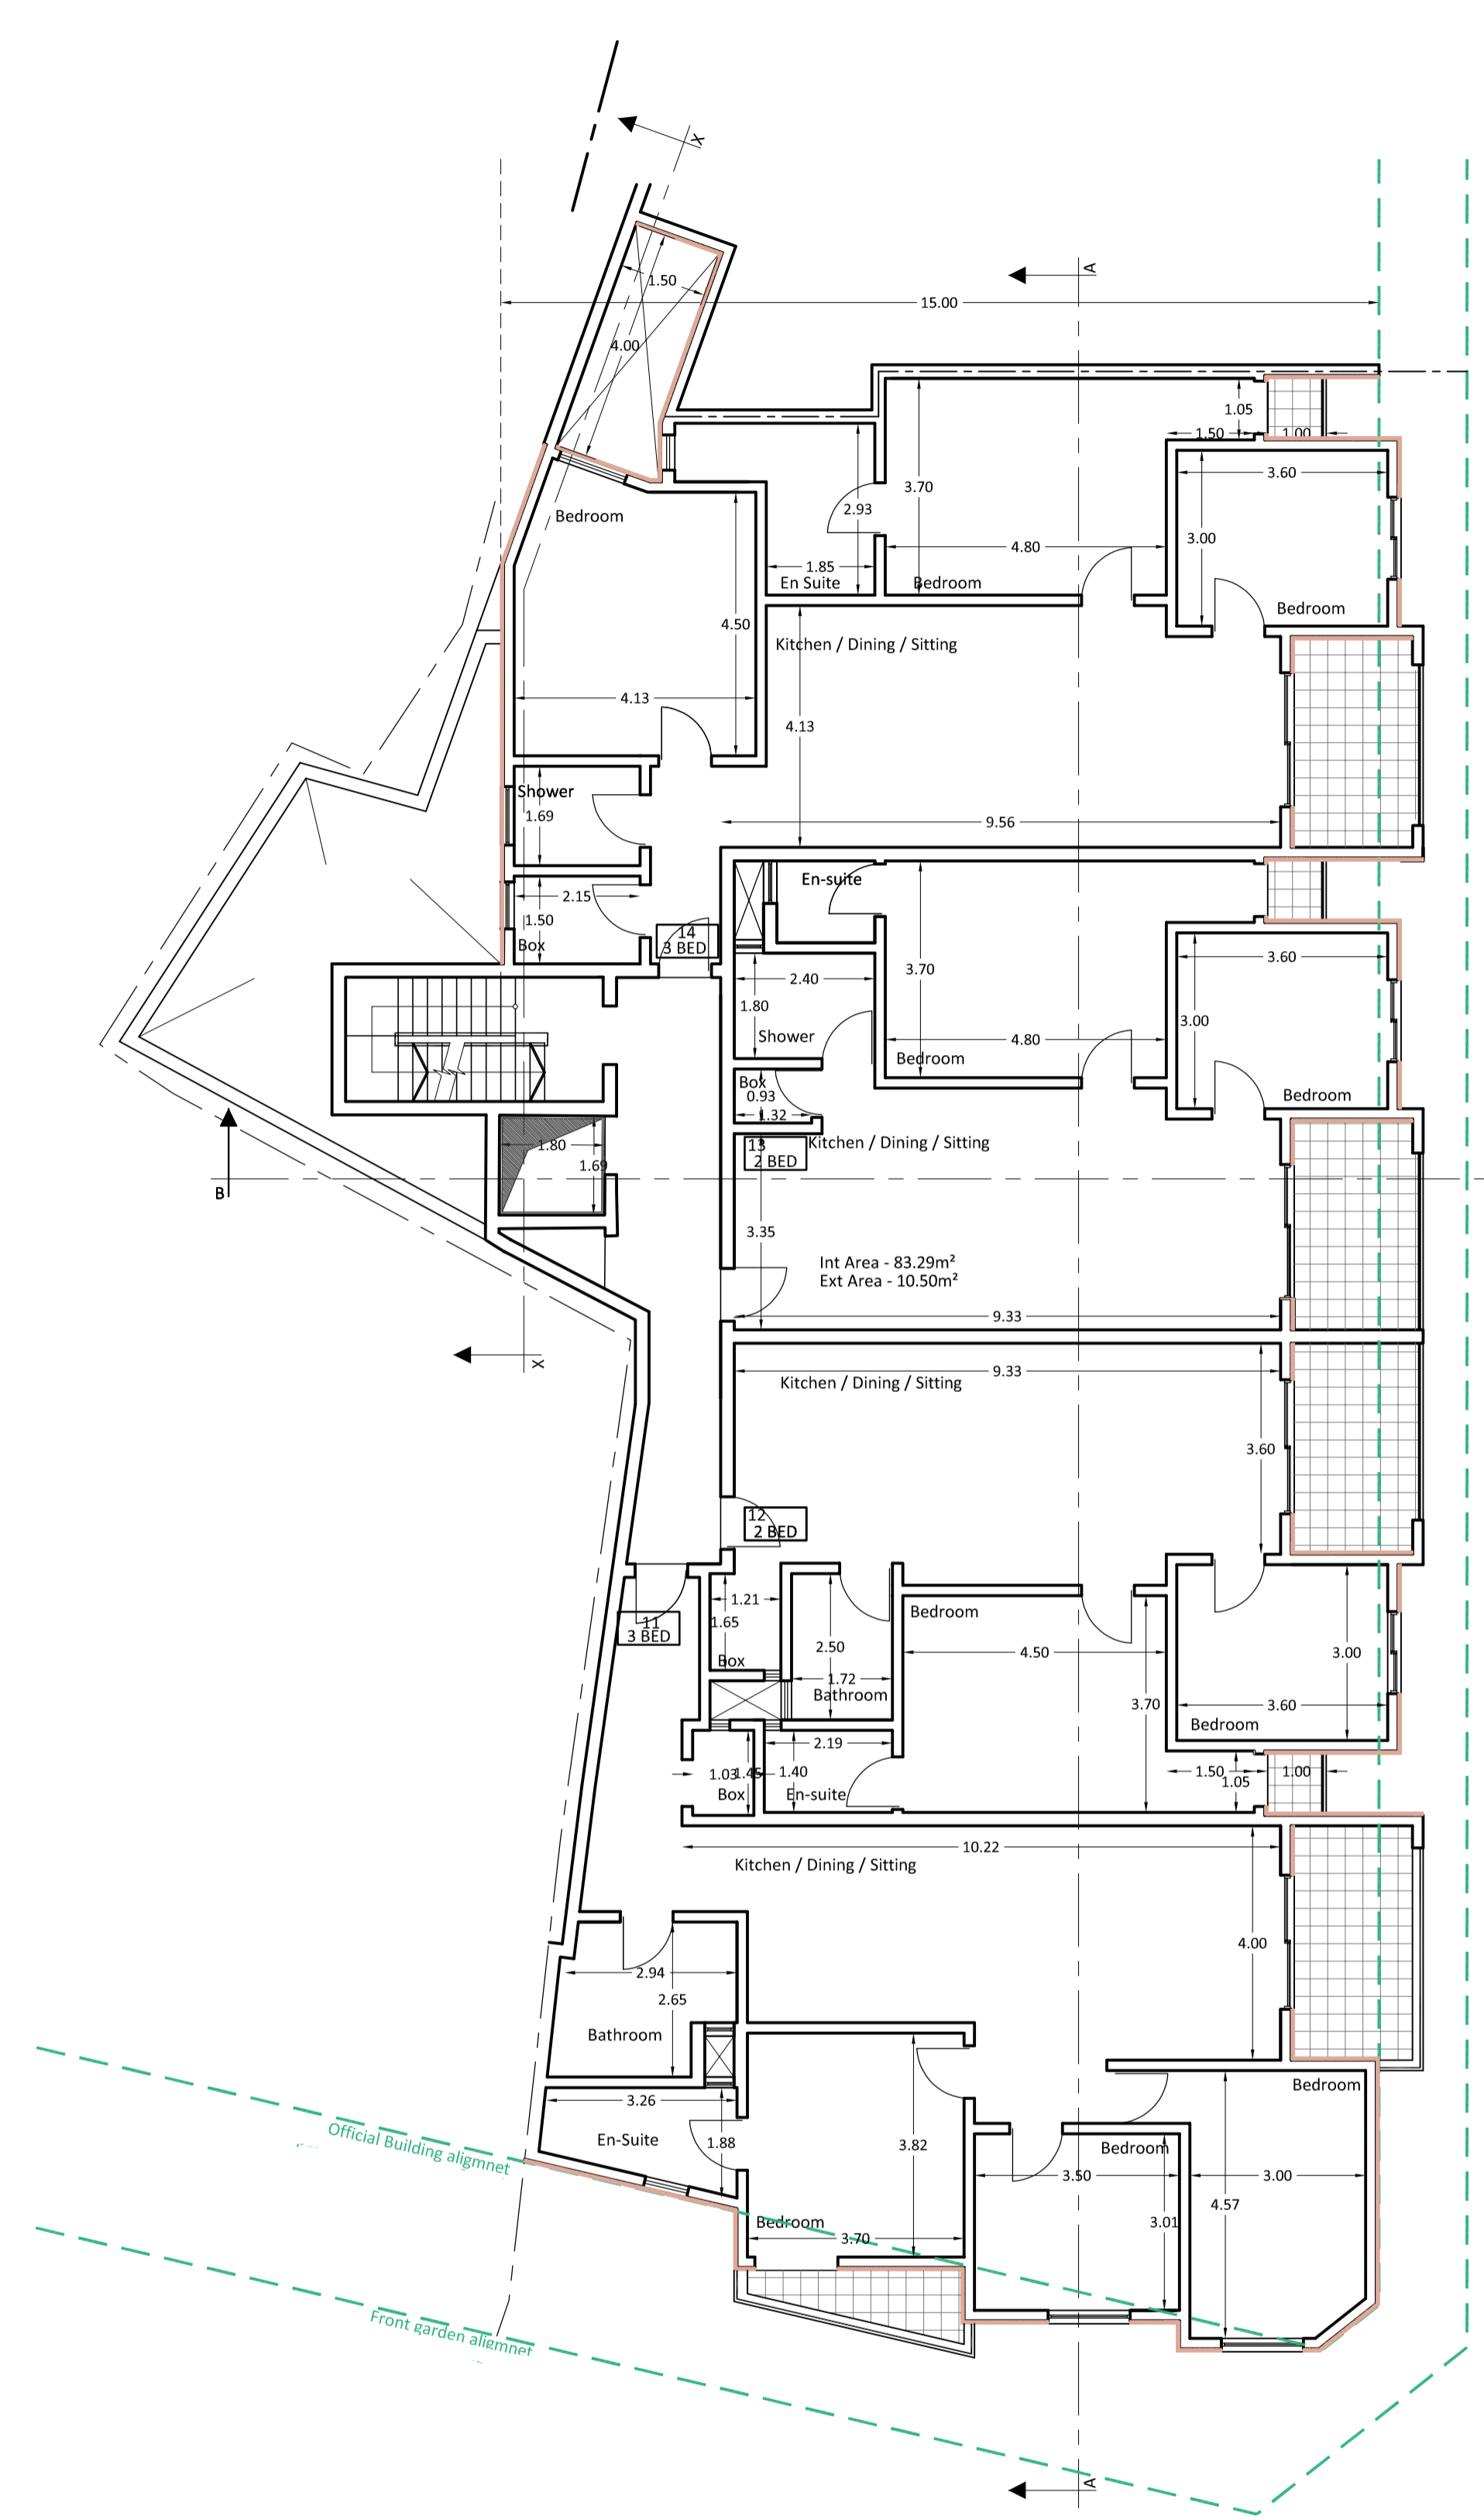 X
1.50
A
15.00
4.00
1.05
1.50
1.00
3.60
3.70
2.93
Bedroom
3.00
4.80
1.85
En Suite
Bedroom
Bedroom
4.50
Kitchen / Dining / Sitting
4.13
4.13
Shower
1.69
9.56
En-suite
2.15
1.50
14
3 BED
Box
3.60
3.70
2.40
1.80
3.00
Shower
4.80
Bedroom
Box
0.93
Bedroom
1.32
13
2 BED
Kitchen / Dining / Sitting
1.80
1.69
B
3.35
Int Area - 83.29m²
Ext Area - 10.50m²
9.33
X
9.33
Kitchen / Dining / Sitting
3.60
12
2 BED
1.21
Bedroom
11
3 BED
1.65
2.50
4.50
3.00
Box
1.72
Bathroom
3.70
3.60
Bedroom
2.19
1.03
1.45
1.40
1.50
1.05
1.00
Box
En-suite
10.22
Kitchen / Dining / Sitting
4.00
2.94
2.65
Bathroom
Bedroom
3.26
Official Building aligmnet
En-Suite
1.88
3.82
Bedroom
3.50
3.00
4.57
Bedroom
3.01
3.70
Front garden aligmnet
A